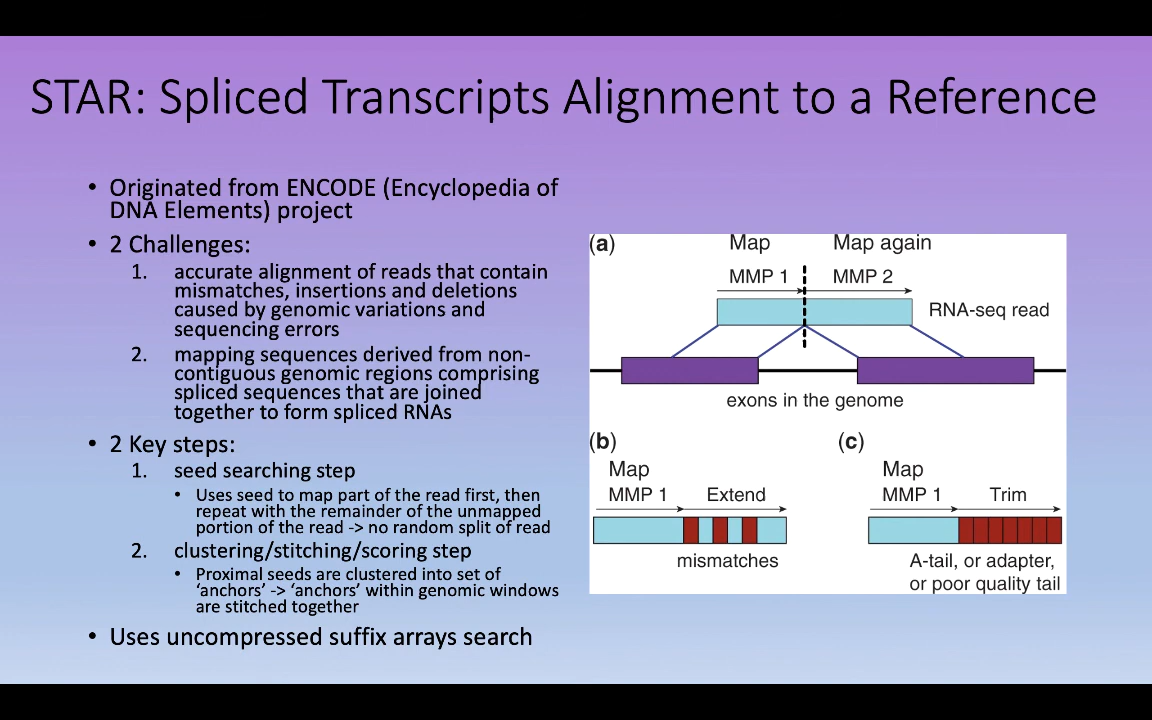 STAR: Spliced Transcripts Alignment to a Reference
• Originated from ENCODE (Encyclopedia of
DNA Elements) project
• 2 Challenges:
1. accurate alignment of reads that contain
mismatches, insertions and deletions
caused by genomic variations and
sequencing errors
2. mapping sequences derived from non-
contiguous genomic regions comprising
spliced sequences that are joined
together to form spliced RNAs
• 2 Key steps:
1. seed searching step
• Uses seed to map part of the read first, then
repeat with the remainder of the unmapped
portion of the read -> no random split of read
2. clustering/stitching/scoring step
• Proximal seeds are clustered into set of
‘anchors’ -> ‘anchors’ within genomic windows
are stitched together
• Uses uncompressed suffix arrays search
(a) Map Map again
MMP 1 MMP 2
RNA-seq read
exons in the genome
(b)
Map
MMP 1 Extend
mismatches
(c)
Map
MMP 1 Trim
A-tail, or adapter,
or poor quality tail